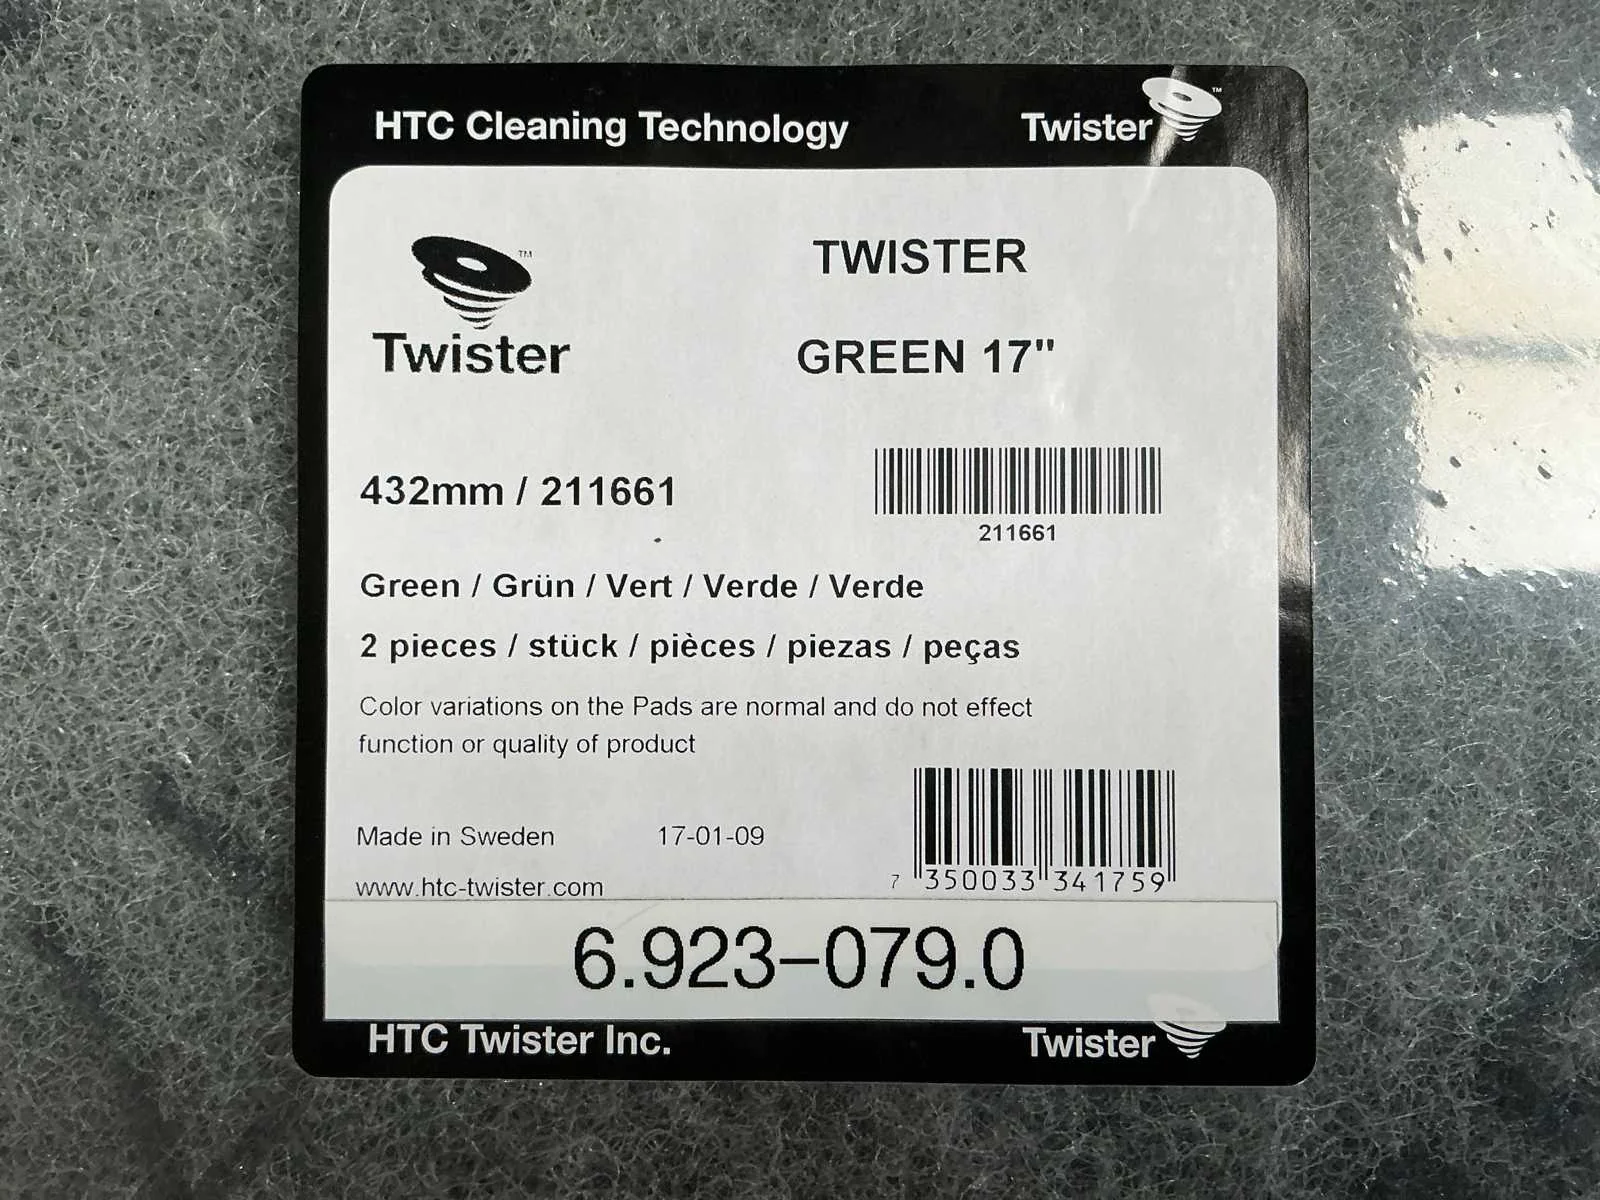 HTC Cleaning Technology
Twister™
Twister™
TWISTER
GREEN 17"
432mm / 211661
211661
Green / Grün / Vert / Verde / Verde
2 pieces / stück / pièces / piezas / peças
Color variations on the Pads are normal and do not effect
function or quality of product
Made in Sweden 17-01-09
7 350033 341759
www.htc-twister.com
6.923-079.0
HTC Twister Inc.
Twister